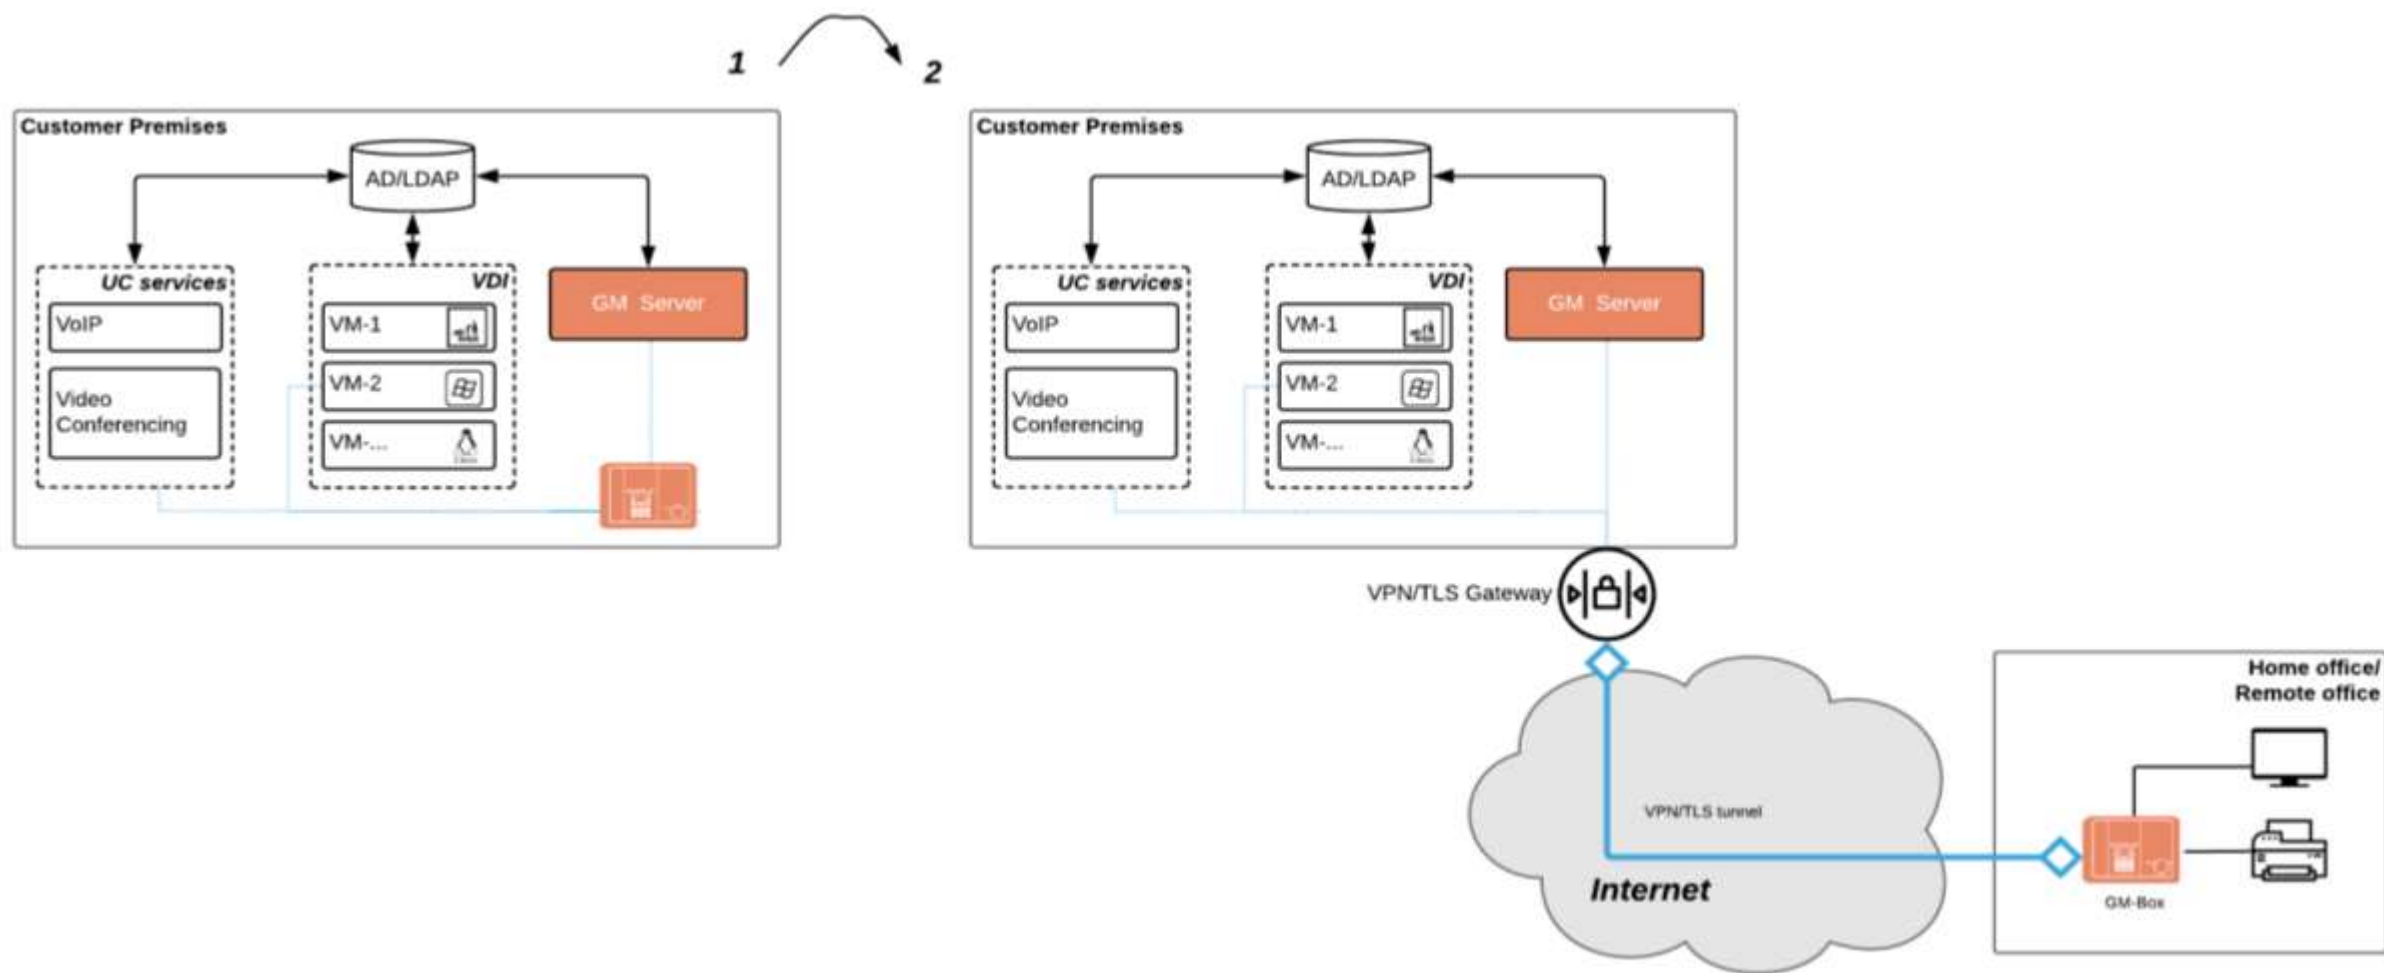 1
2
Customer Premises
AD/LDAP
UC services
VoIP
Video
Conferencing
VDI
VM-1
VM-2
VM-...
GM Server
Customer Premises
AD/LDAP
UC services
VoIP
Video
Conferencing
VDI
VM-1
VM-2
VM-...
GM Server
VPN/TLS Gateway
VPN/TLS tunnel
Internet
Home office/
Remote office
GM-Box